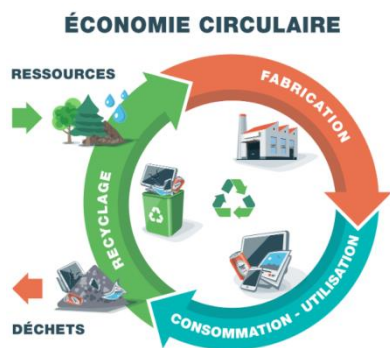 ÉCONOMIE CIRCULAIRE
RESSOURCES
FABRICATION
RECYCLAGE
CONSOMMATION - UTILISATION
DÉCHETS